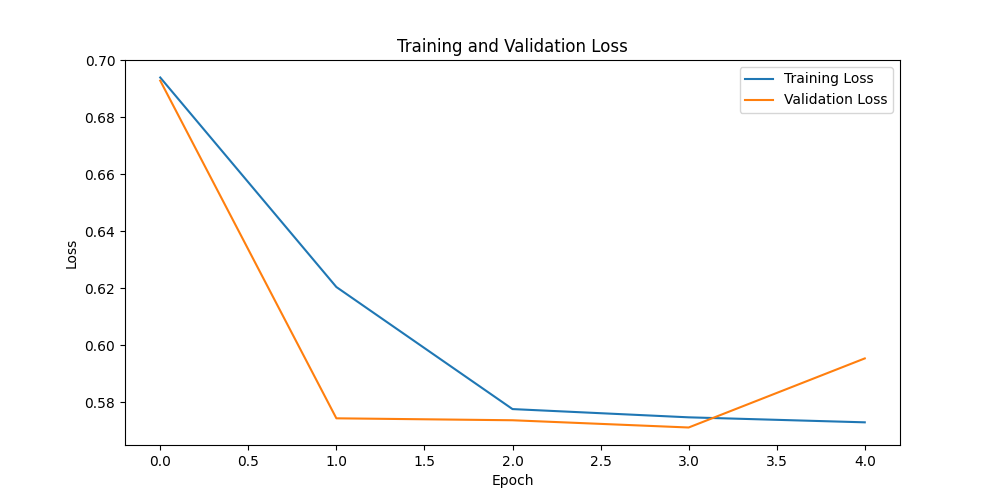 Training and Validation Loss
Training Loss
Validation Loss
Loss
0.70
0.68
0.66
0.64
0.62
0.60
0.58
0.0 0.5 1.0 1.5 2.0 2.5 3.0 3.5 4.0
Epoch